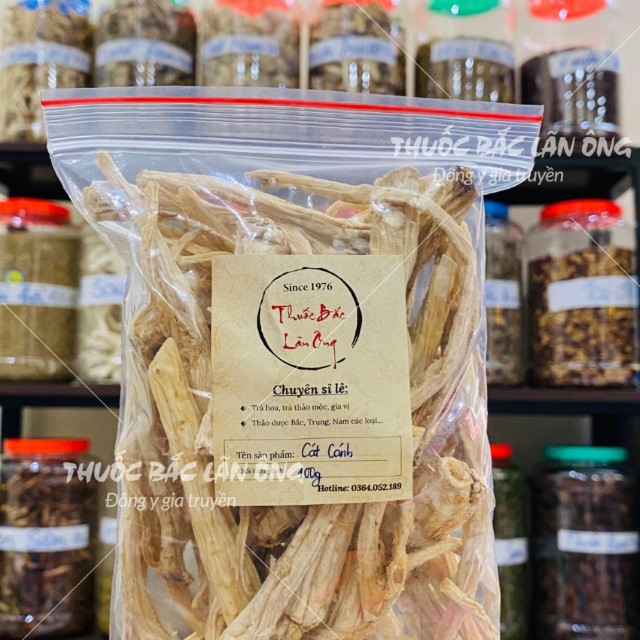 THUỐC BẮC LÃN ÔNG
Đông y gia truyền
Since 1976
Thuốc Bắc
Lãn Ông
Chuyên sỉ lẻ:
Trà hoa, trà thảo mộc, gia vị
Thảo dược Bắc, Trung, Nam các loại...
Tên sản phẩm: Cát Cánh
100g
Hotline: 0364.052.189
THUỐC BẮC LÃN ÔNG
Đông y gia truyền